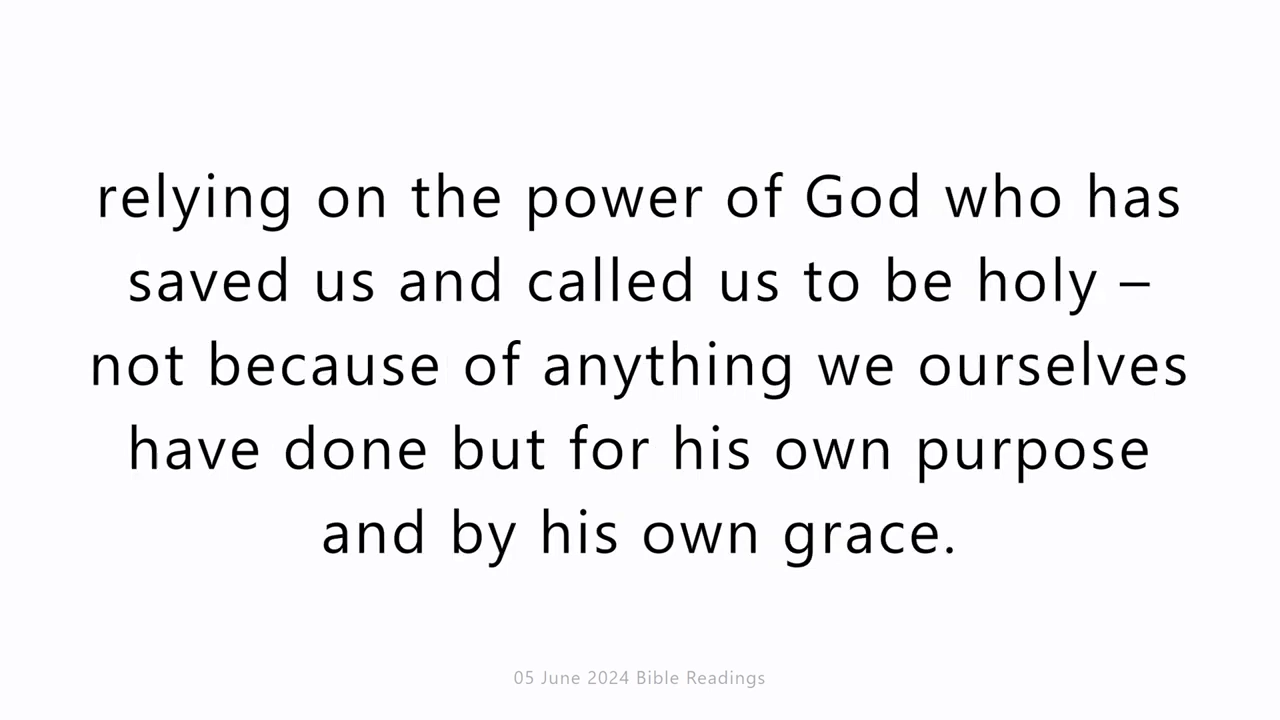 relying on the power of God who has
saved us and called us to be holy –
not because of anything we ourselves
have done but for his own purpose
and by his own grace.
05 June 2024 Bible Readings